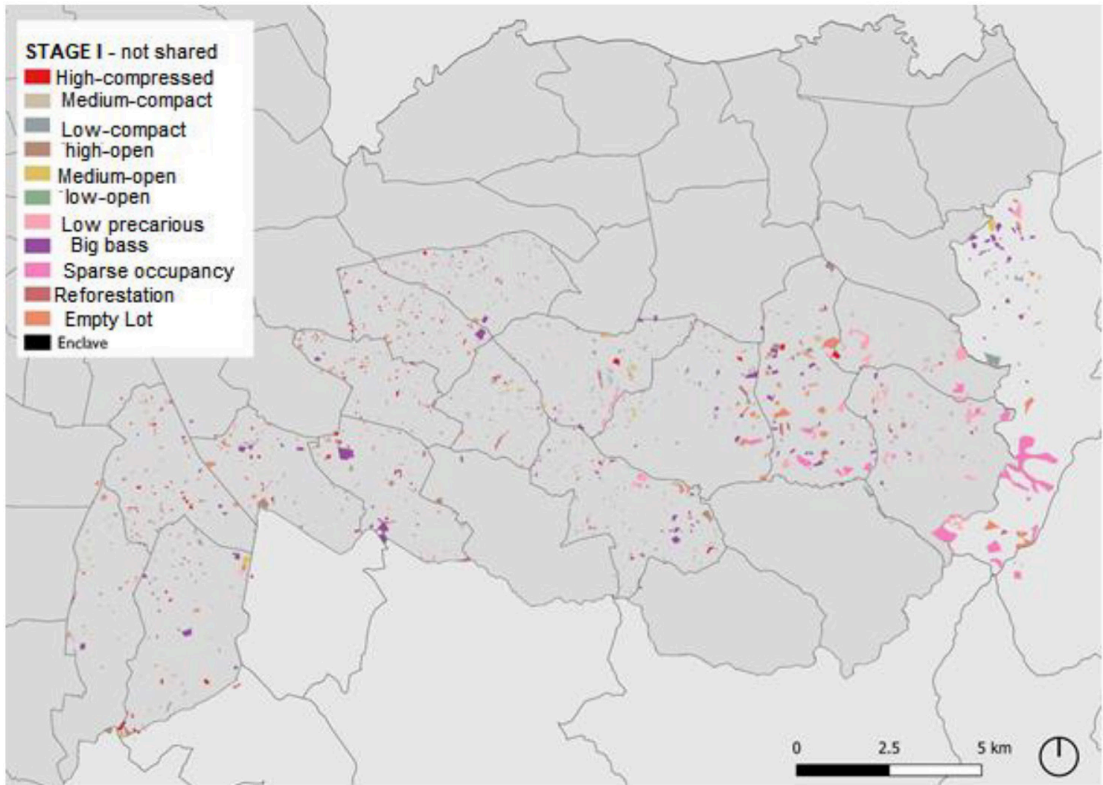 STAGE I - not shared
High-compressed
Medium-compact
Low-compact
high-open
Medium-open
low-open
Low precarious
Big bass
Sparse occupancy
Reforestation
Empty Lot
Enclave
0 2.5 5 km